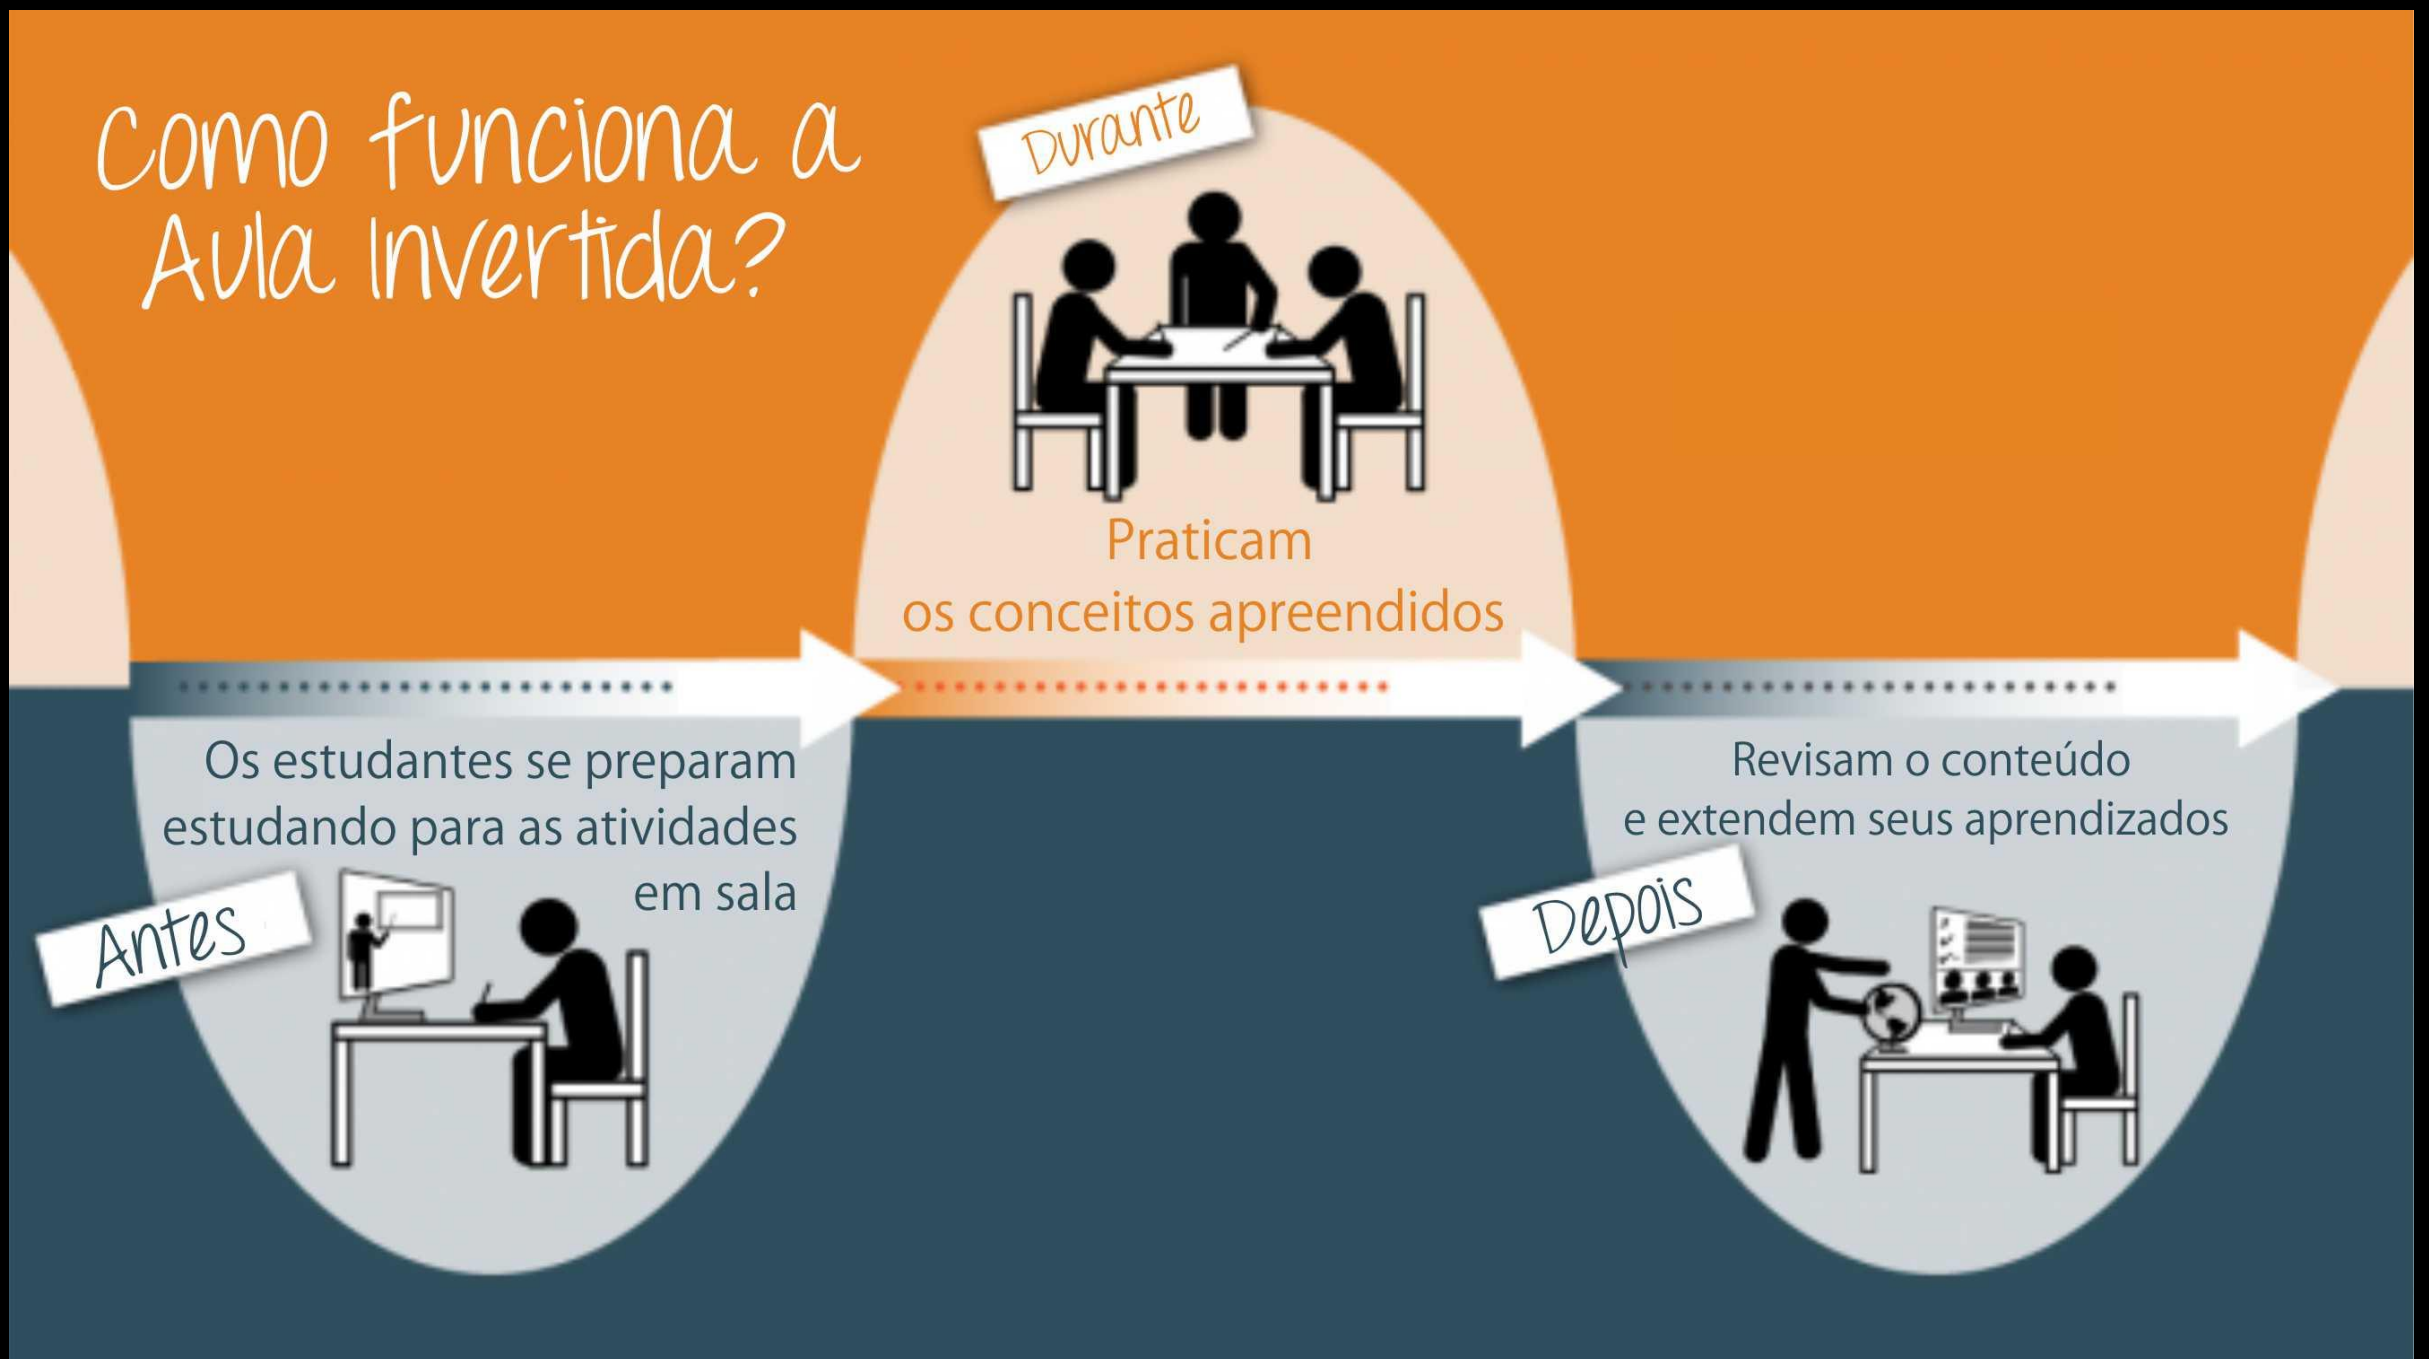 Como funciona a
Aula Invertida?
Durante
Praticam
os conceitos apreendidos
Os estudantes se preparam
estudando para as atividades
em sala
Antes
Revisam o conteúdo
e extendem seus aprendizados
Depois